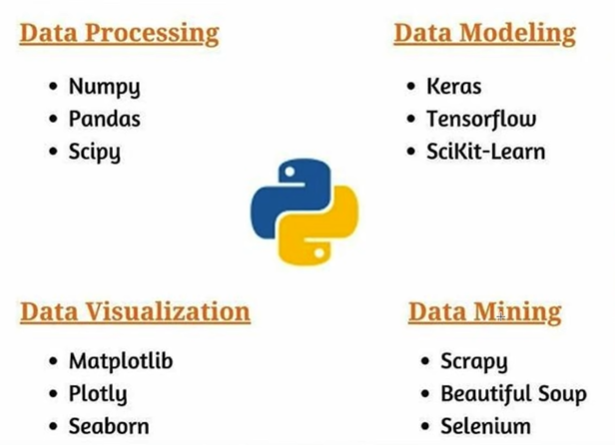 Data Processing
Numpy
Pandas
Scipy
Data Modeling
Keras
Tensorflow
SciKit-Learn
Data Visualization
Matplotlib
Plotly
Seaborn
Data Mining
Scrapy
Beautiful Soup
Selenium